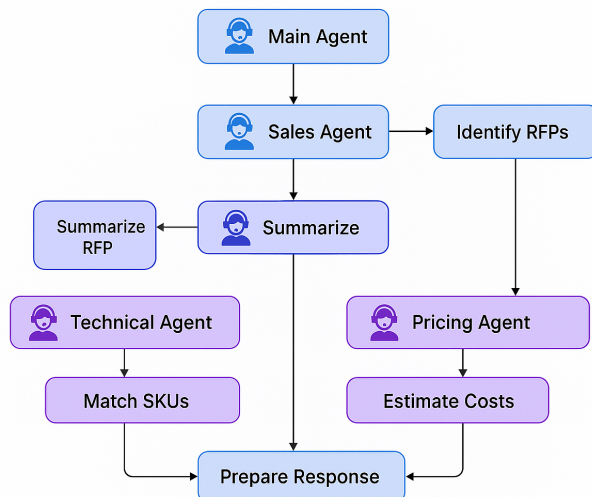 Main Agent
Sales Agent
Identify RFPs
Summarize
RFP
Summarize
Technical Agent
Pricing Agent
Match SKUs
Estimate Costs
Prepare Response